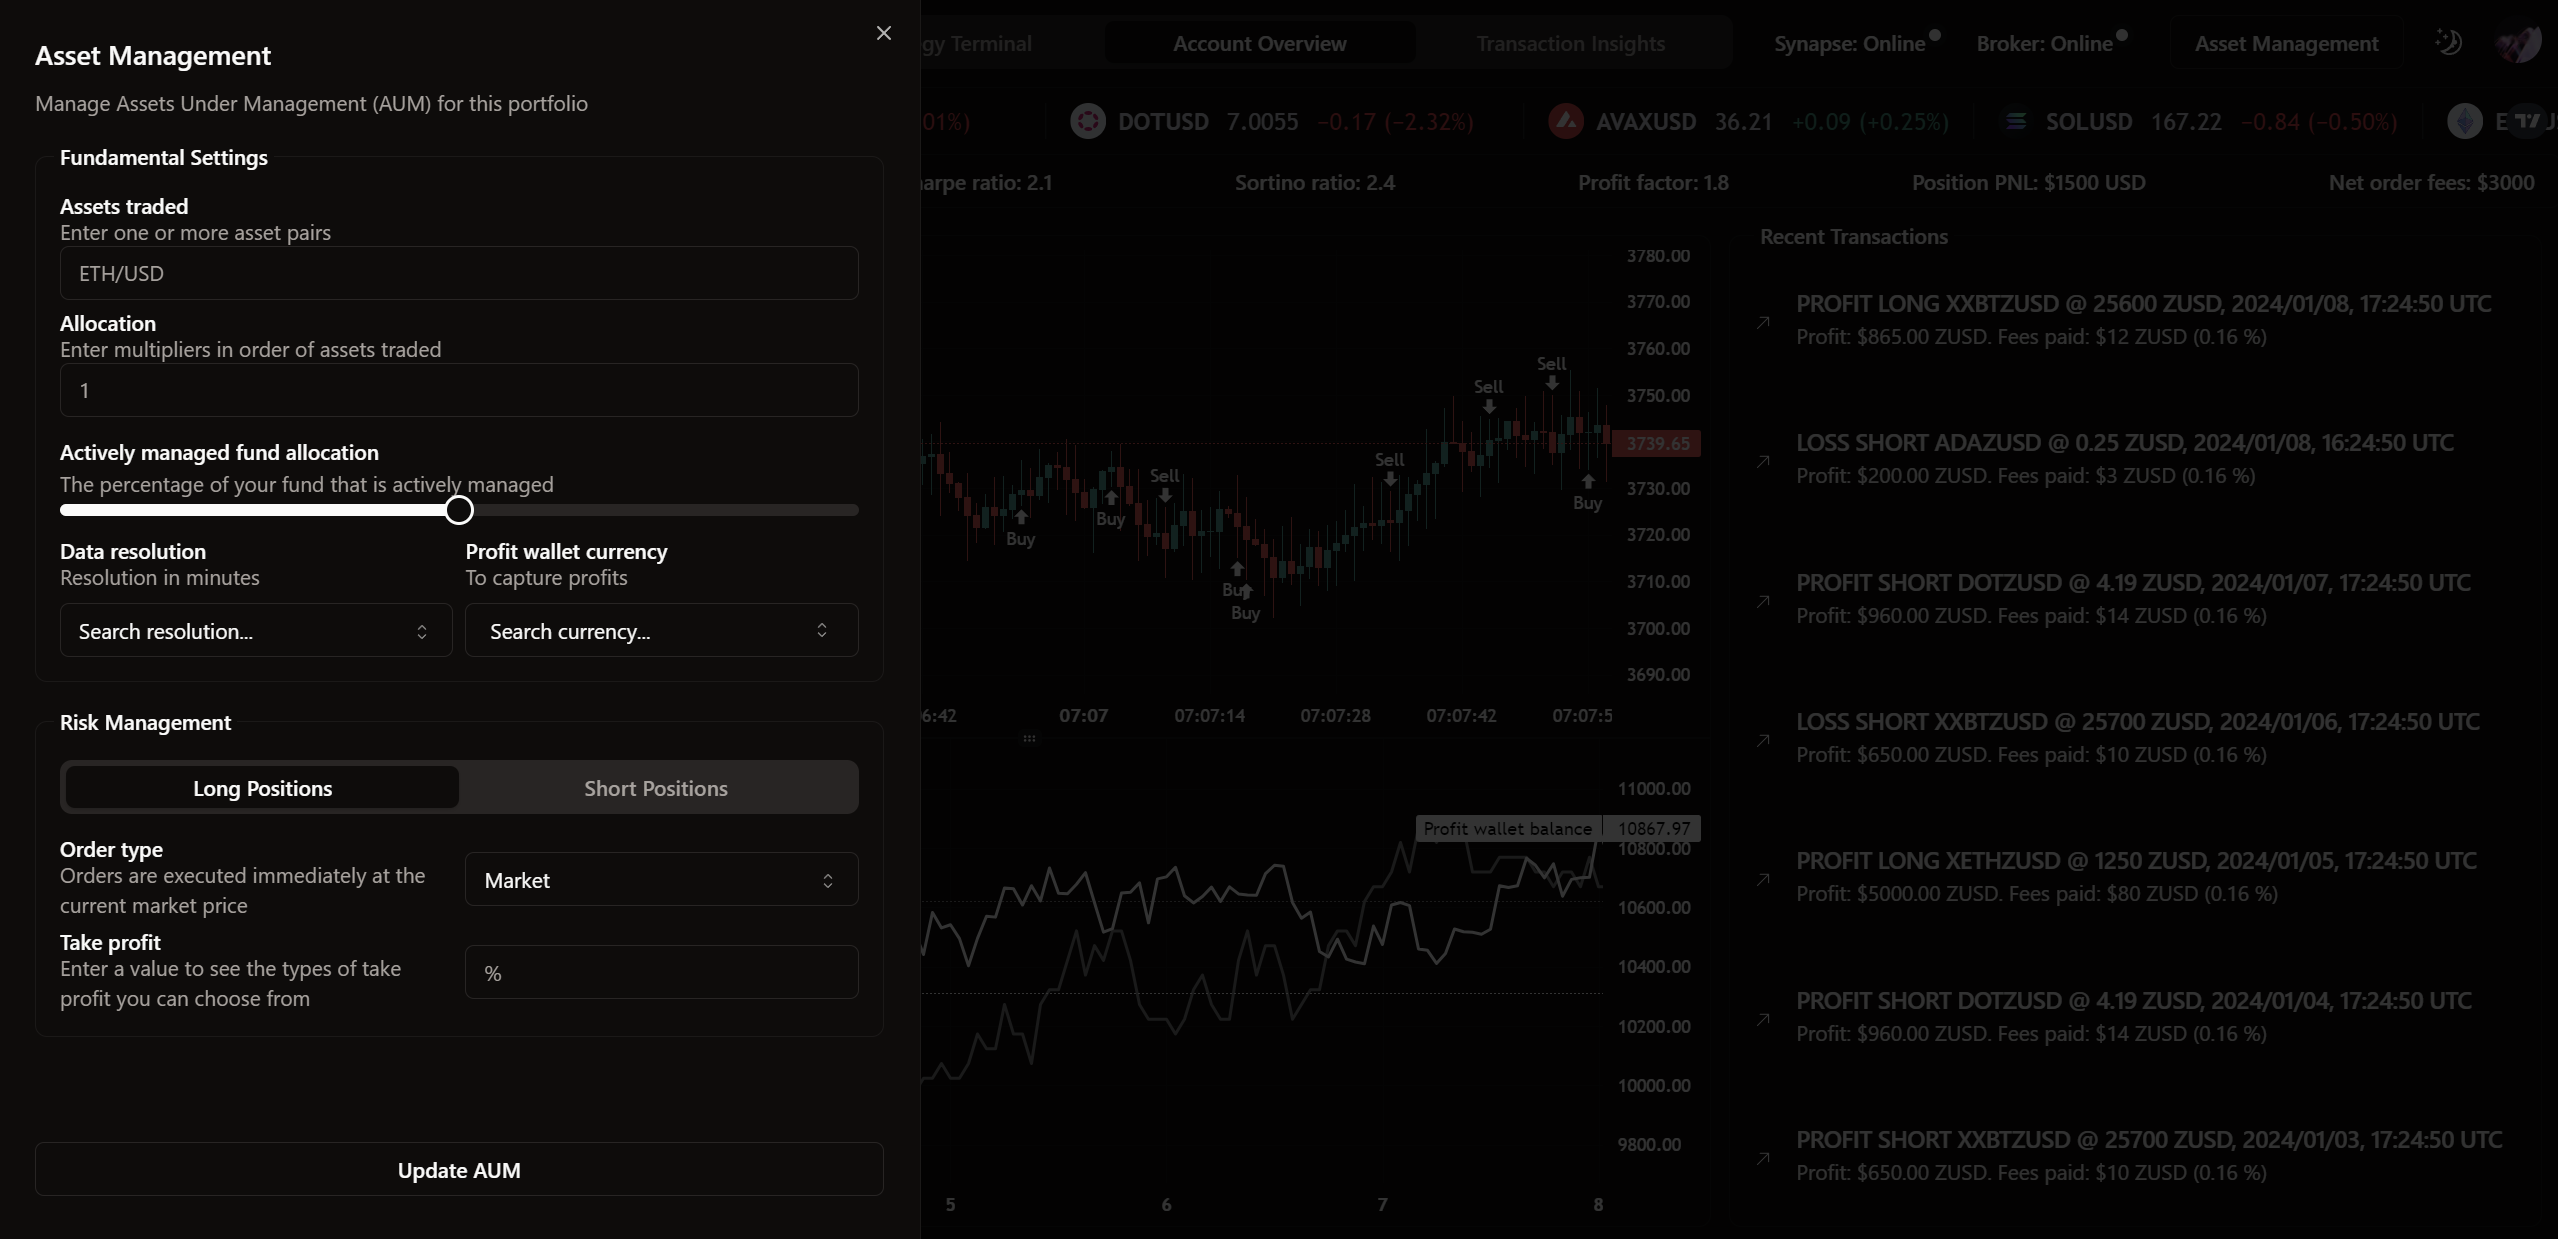 Asset Management
Manage Assets Under Management (AUM) for this portfolio
Fundamental Settings
Assets traded
Enter one or more asset pairs
ETH/USD
Allocation
Enter multipliers in order of assets traded
1
Actively managed fund allocation
The percentage of your fund that is actively managed
Data resolution
Resolution in minutes
Search resolution...
Profit wallet currency
To capture profits
Search currency...
Risk Management
Long Positions
Short Positions
Order type
Orders are executed immediately at the
current market price
Market
Take profit
Enter a value to see the types of take
profit you can choose from
%
Update AUM
gy Terminal
Account Overview
Transaction Insights
Synapse: Online
Broker: Online
Asset Management
01%)
DOTUSD 7.0055 −0.17 (−2.32%)
AVAXUSD 36.21 +0.09 (+0.25%)
SOLUSD 167.22 −0.84 (−0.50%)
arpe ratio: 2.1
Sortino ratio: 2.4
Profit factor: 1.8
Position PNL: $1500 USD
Net order fees: $3000
3780.00
3770.00
3760.00
3750.00
3739.65
3730.00
3720.00
3710.00
3700.00
3690.00
Buy
Buy
Sell
Buy
Buy
Sell
Sell
Sell
Buy
6:42
07:07
07:07:14
07:07:28
07:07:42
07:07:5
11000.00
Profit wallet balance 10867.97
10800.00
10600.00
10400.00
10200.00
10000.00
9800.00
5
6
7
8
Recent Transactions
PROFIT LONG XXBTZUSD @ 25600 ZUSD, 2024/01/08, 17:24:50 UTC
Profit: $865.00 ZUSD. Fees paid: $12 ZUSD (0.16 %)
LOSS SHORT ADAZUSD @ 0.25 ZUSD, 2024/01/08, 16:24:50 UTC
Profit: $200.00 ZUSD. Fees paid: $3 ZUSD (0.16 %)
PROFIT SHORT DOTZUSD @ 4.19 ZUSD, 2024/01/07, 17:24:50 UTC
Profit: $960.00 ZUSD. Fees paid: $14 ZUSD (0.16 %)
LOSS SHORT XXBTZUSD @ 25700 ZUSD, 2024/01/06, 17:24:50 UTC
Profit: $650.00 ZUSD. Fees paid: $10 ZUSD (0.16 %)
PROFIT LONG XETHZUSD @ 1250 ZUSD, 2024/01/05, 17:24:50 UTC
Profit: $5000.00 ZUSD. Fees paid: $80 ZUSD (0.16 %)
PROFIT SHORT DOTZUSD @ 4.19 ZUSD, 2024/01/04, 17:24:50 UTC
Profit: $960.00 ZUSD. Fees paid: $14 ZUSD (0.16 %)
PROFIT SHORT XXBTZUSD @ 25700 ZUSD, 2024/01/03, 17:24:50 UTC
Profit: $650.00 ZUSD. Fees paid: $10 ZUSD (0.16 %)